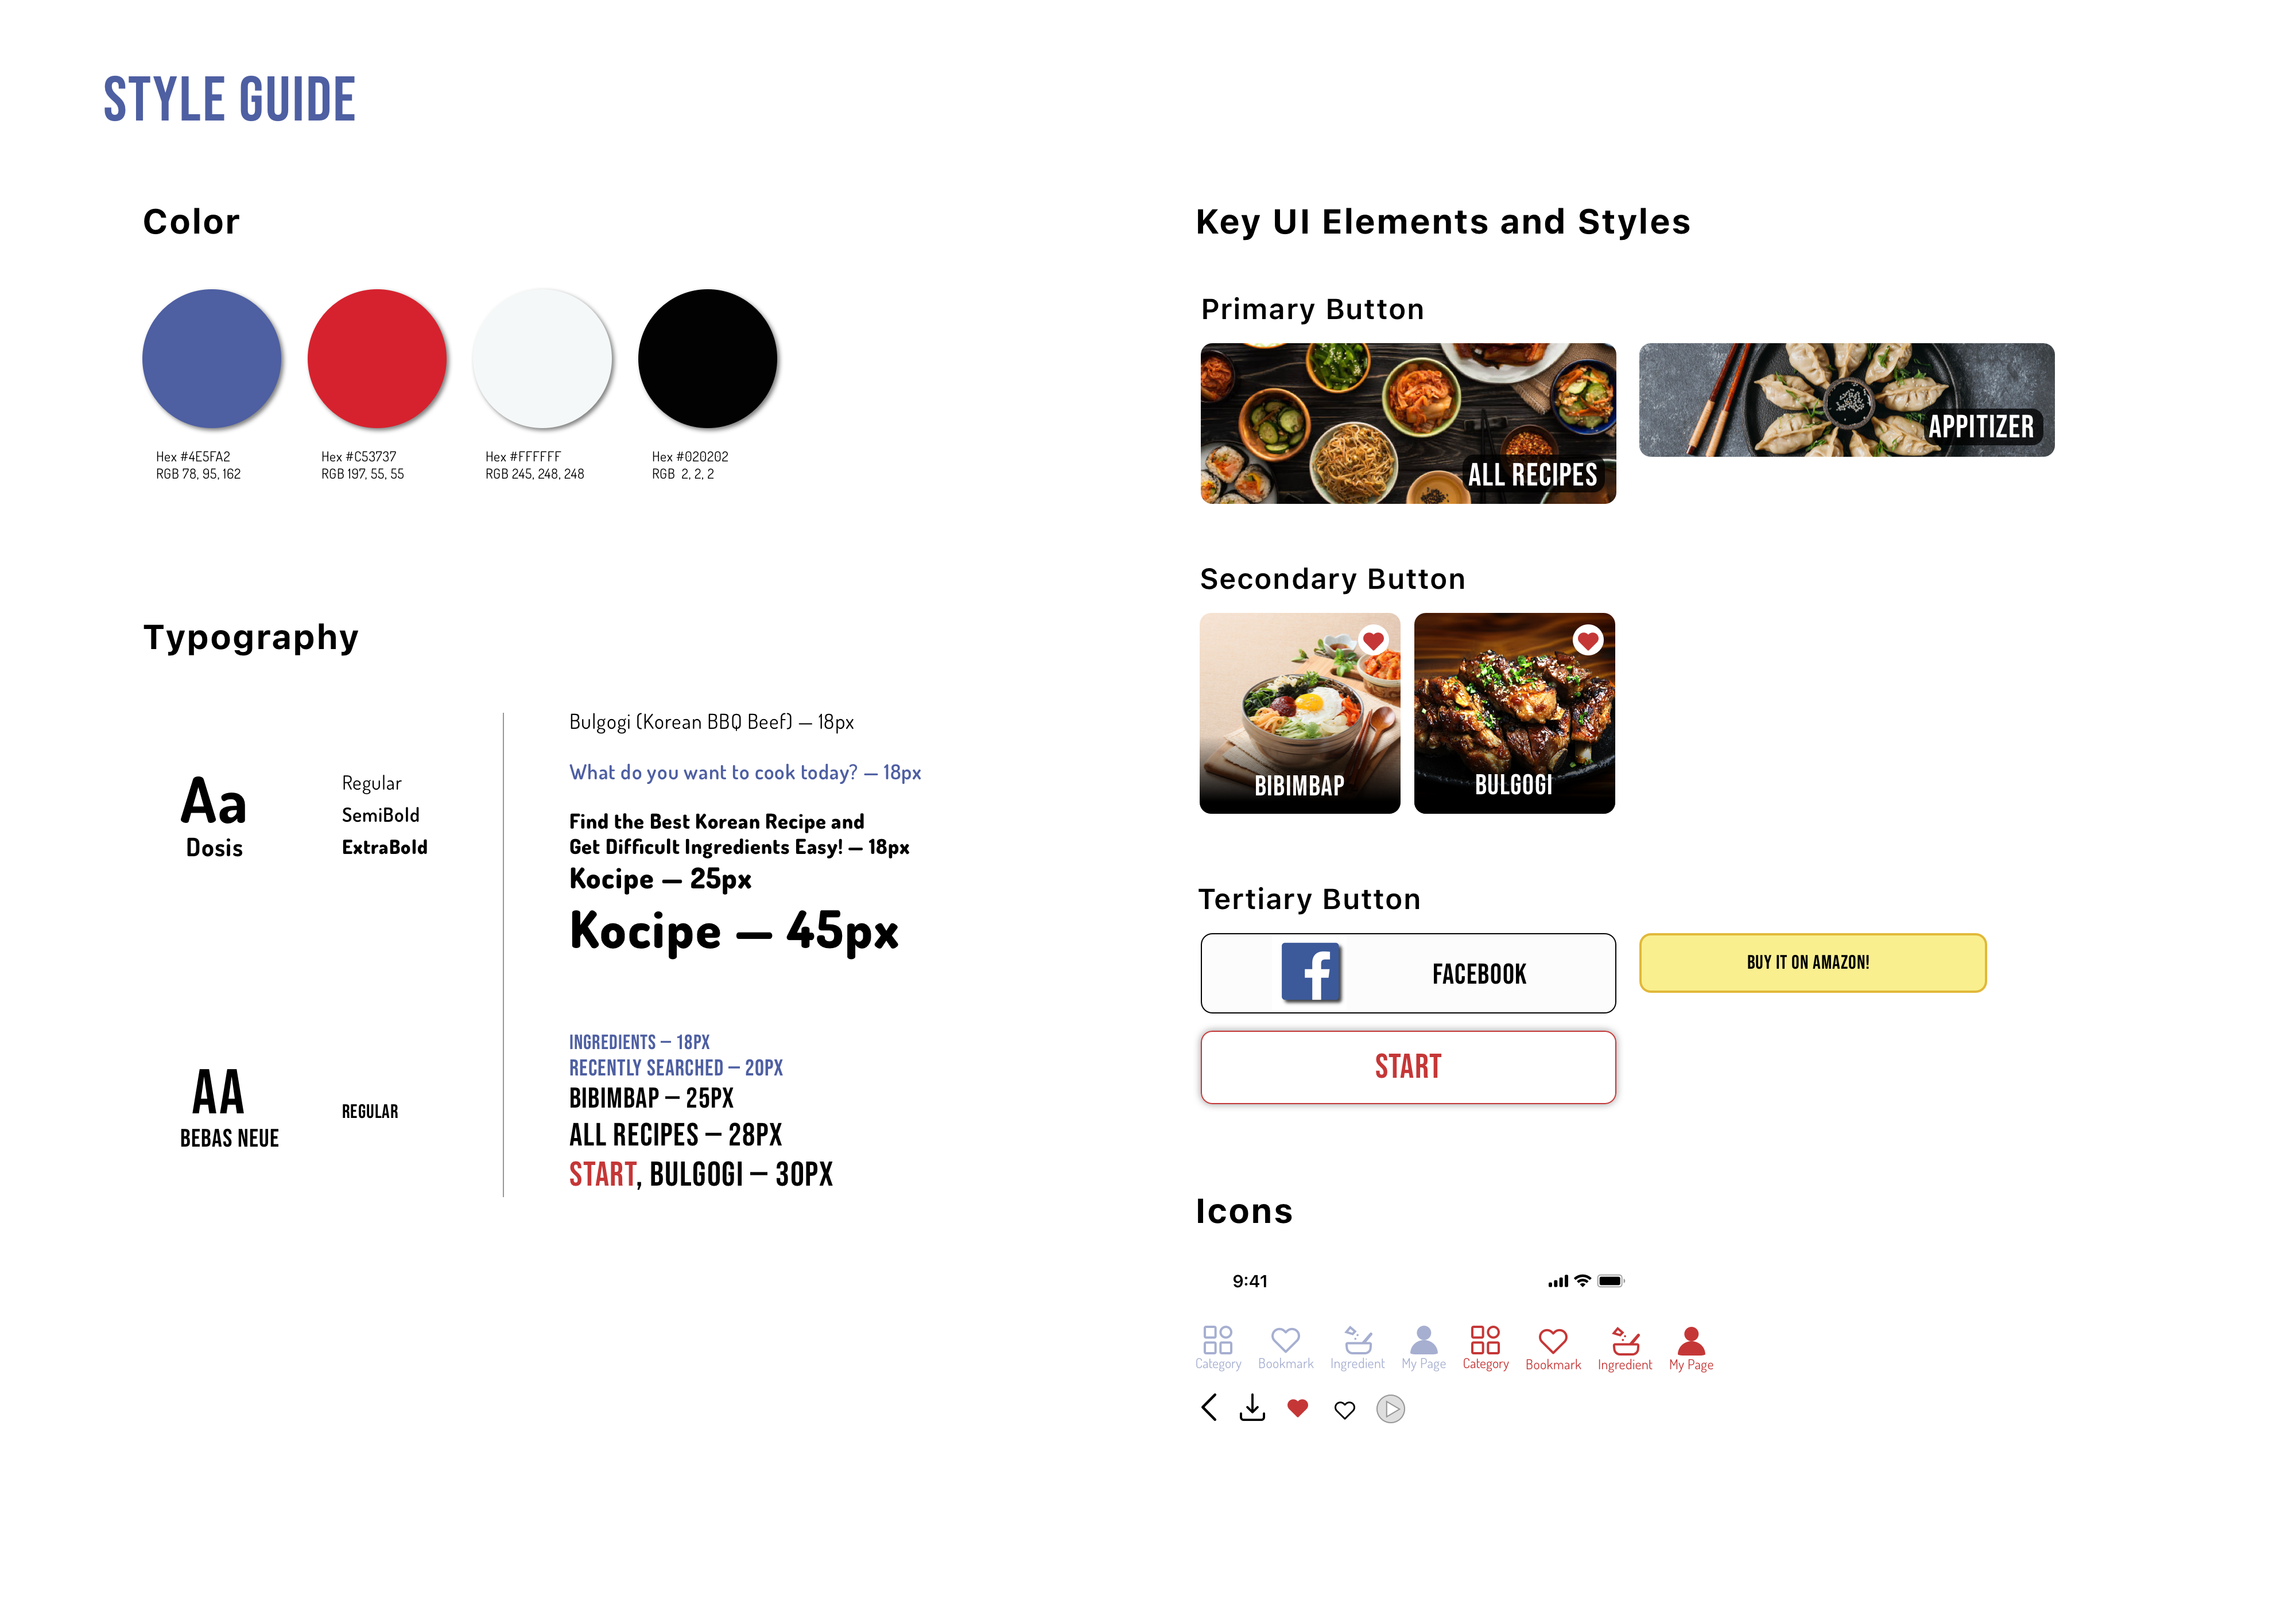 STYLE GUIDE
Color
Hex #4E5FA2
RGB 78, 95, 162
Hex #C53737
RGB 197, 55, 55
Hex #FFFFFF
RGB 245, 248, 248
Hex #020202
RGB 2, 2, 2
Typography
Aa
Dosis
Regular
SemiBold
ExtraBold
Bulgogi (Korean BBQ Beef) – 18px
What do you want to cook today? – 18px
Find the Best Korean Recipe and
Get Difficult Ingredients Easy! – 18px
Kocipe – 25px
Kocipe – 45px
AA
BEBAS NEUE
REGULAR
INGREDIENTS – 18PX
RECENTLY SEARCHED – 20PX
BIBIMBAP – 25PX
ALL RECIPES – 28PX
START, BULGOGI – 30PX
Key UI Elements and Styles
Primary Button
ALL RECIPES
APPITIZER
Secondary Button
BIBIMBAP
BULGOGI
Tertiary Button
f
FACEBOOK
BUY IT ON AMAZON!
START
Icons
9:41
Category Bookmark Ingredient My Page Category Bookmark Ingredient My Page